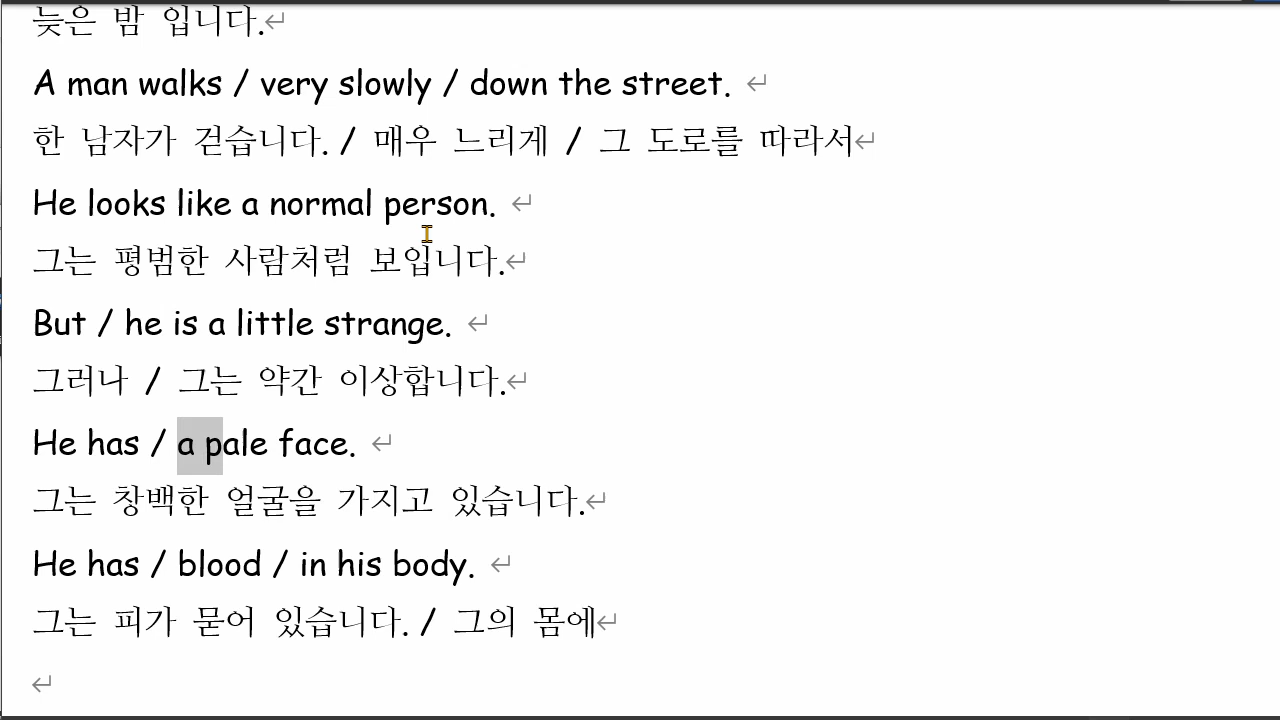 늦은 밤 입니다.
A man walks / very slowly / down the street.
한 남자가 걷습니다. / 매우 느리게 / 그 도로를 따라서
He looks like a normal person.
그는 평범한 사람처럼 보입니다.
But / he is a little strange.
그러나 / 그는 약간 이상합니다.
He has / a pale face.
그는 창백한 얼굴을 가지고 있습니다.
He has / blood / in his body.
그는 피가 묻어 있습니다. / 그의 몸에